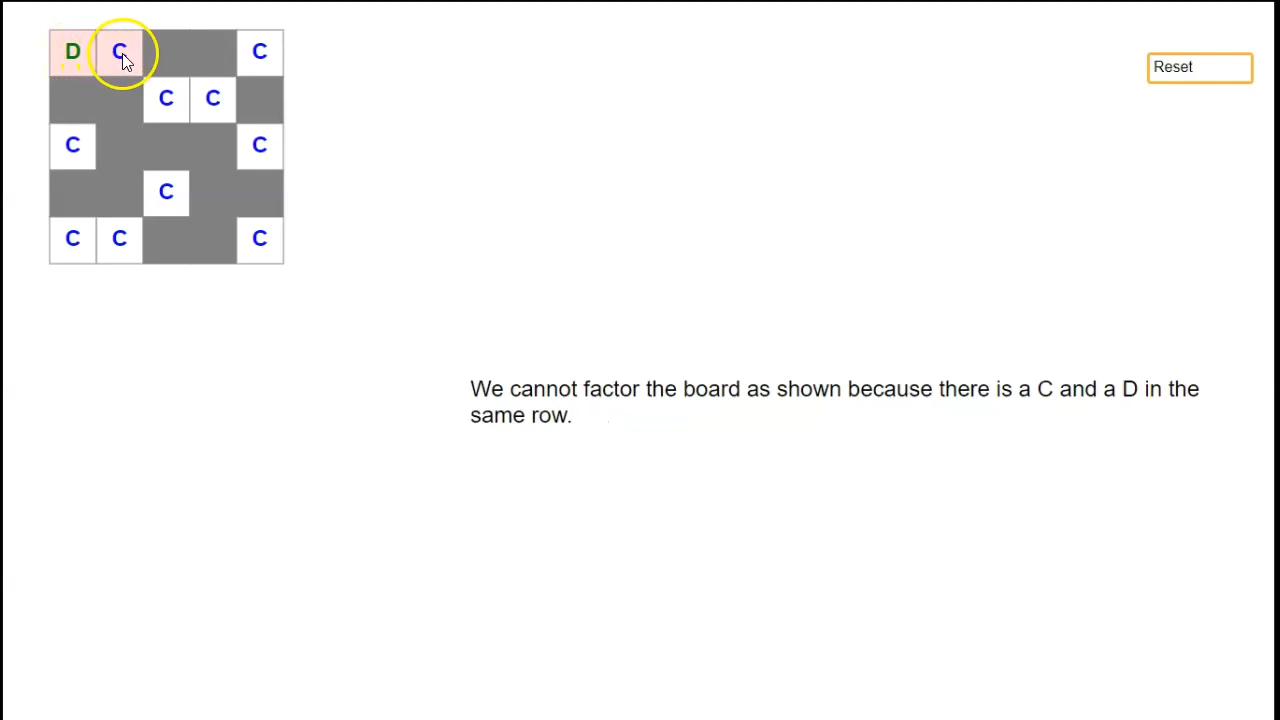 D C C
Reset
C C
C C
C
C C C
We cannot factor the board as shown because there is a C and a D in the
same row.